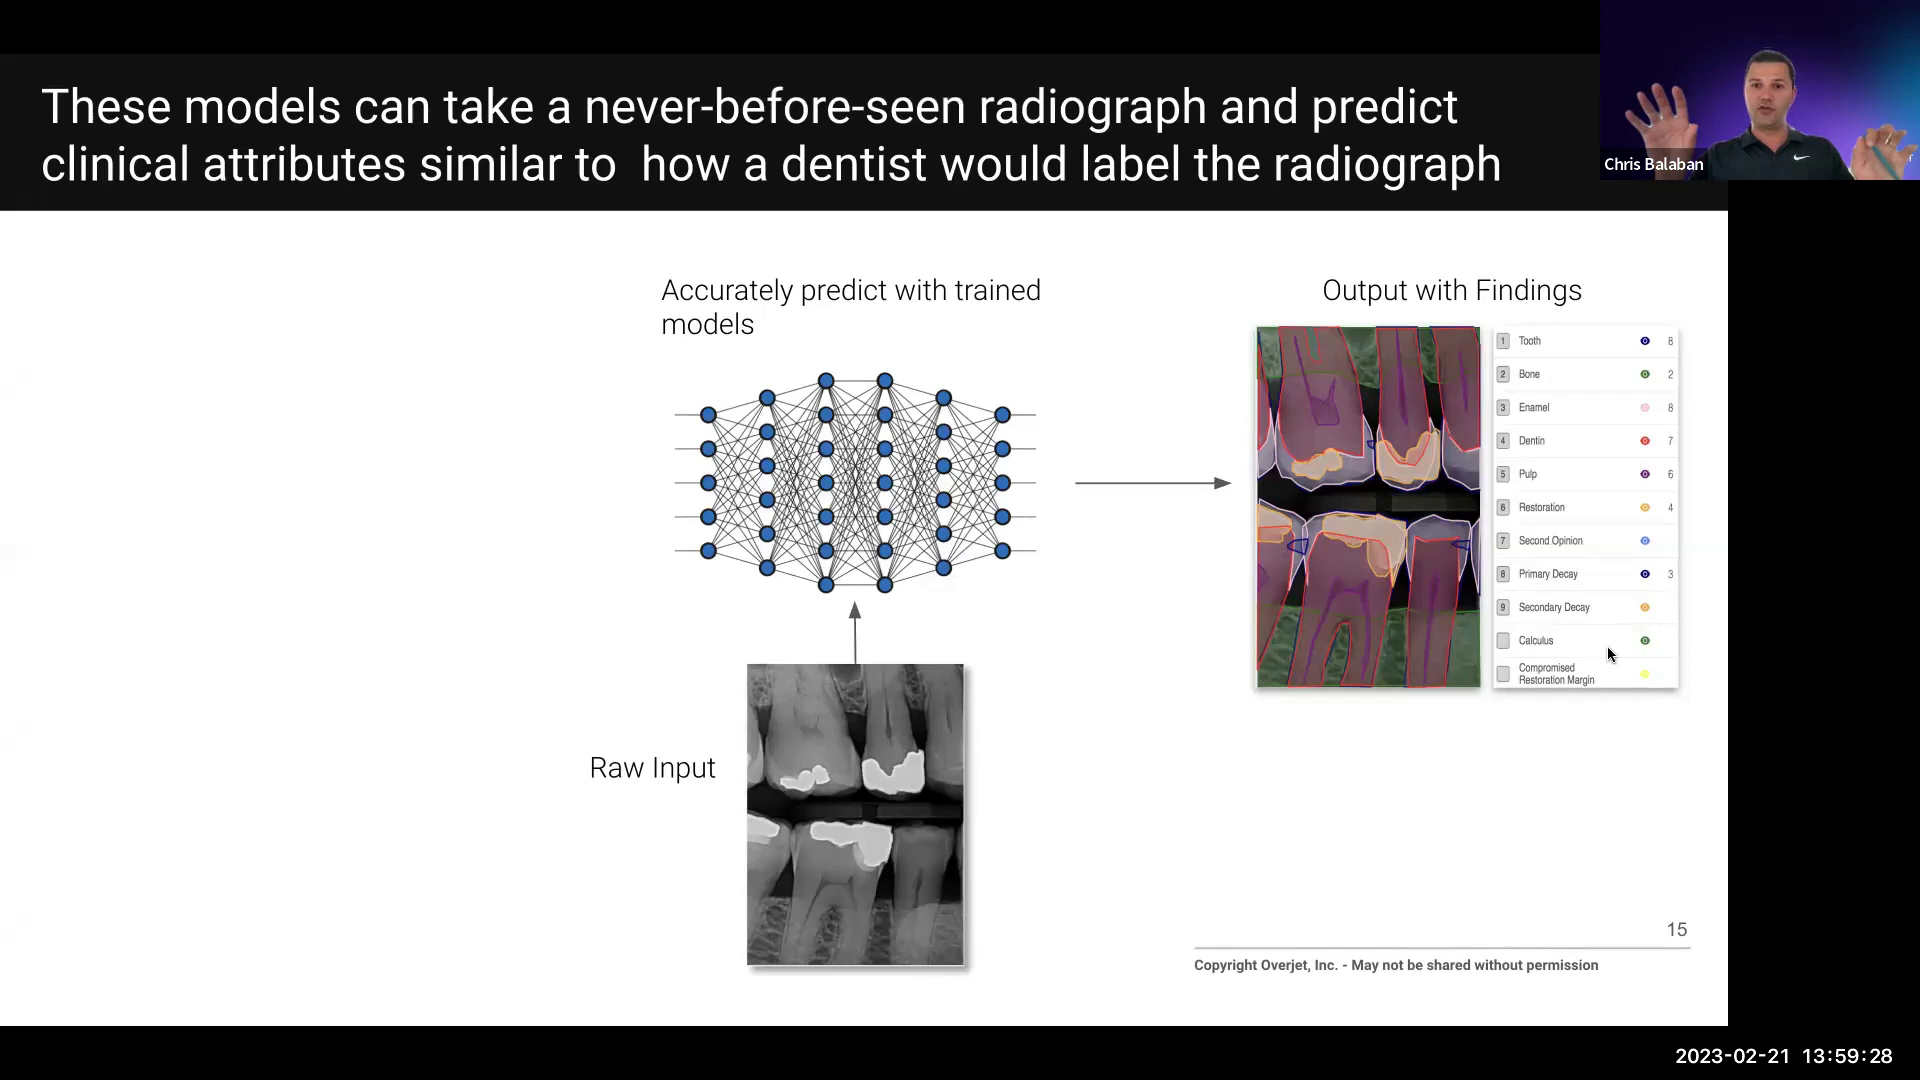 These models can take a never-before-seen radiograph and predict
clinical attributes similar to  how a dentist would label the radiograph
Chris Balaban
Accurately predict with trained
models
Output with Findings
1 Tooth 8
2 Bone 2
3 Enamel 8
4 Dentin 7
5 Pulp 6
6 Restoration 4
7 Second Opinion
8 Primary Decay 3
9 Secondary Decay
Calculus
Compromised
Restoration Margin
Raw Input
15
Copyright Overjet, Inc. - May not be shared without permission
2023-02-21 13:59:28